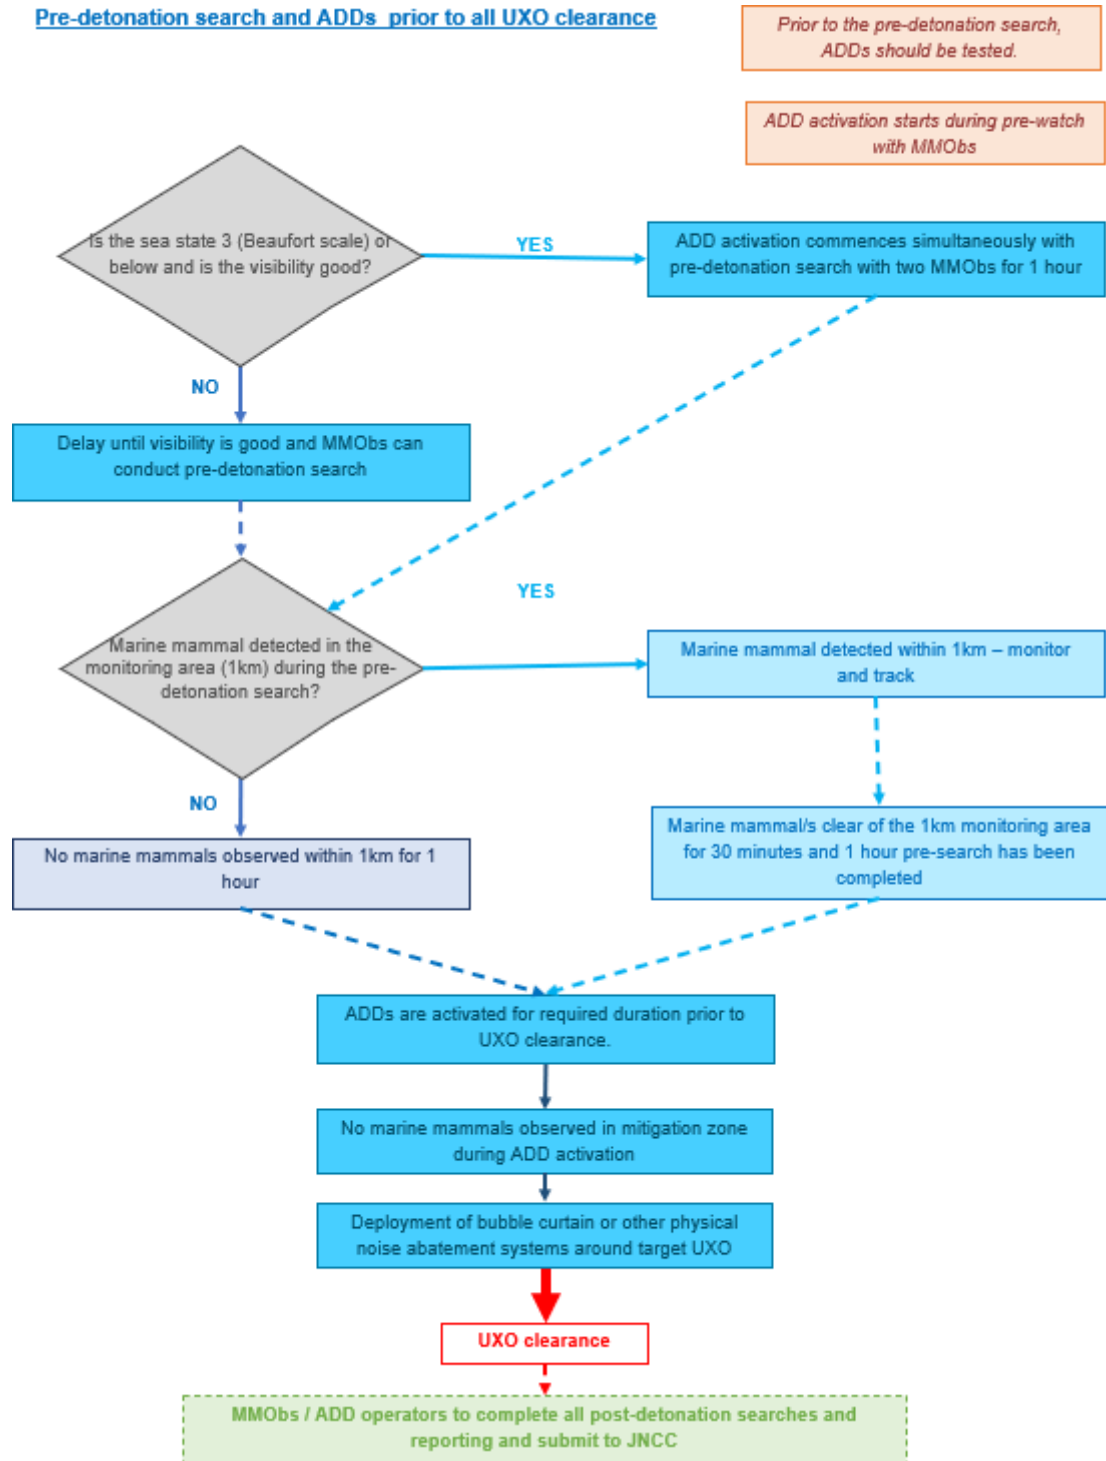 Pre-detonation search and ADDs prior to all UXO clearance
Prior to the pre-detonation search,
ADDs should be tested.
ADD activation starts during pre-watch
with MMObs
Is the sea state 3 (Beaufort scale) or
below and is the visibility good?
YES
ADD activation commences simultaneously with
pre-detonation search with two MMObs for 1 hour
NO
Delay until visibility is good and MMObs can
conduct pre-detonation search
Marine mammal detected in the
monitoring area (1km) during the pre-
detonation search?
YES
Marine mammal detected within 1km – monitor
and track
NO
No marine mammals observed within 1km for 1
hour
Marine mammal/s clear of the 1km monitoring area
for 30 minutes and 1 hour pre-search has been
completed
ADDs are activated for required duration prior to
UXO clearance.
No marine mammals observed in mitigation zone
during ADD activation
Deployment of bubble curtain or other physical
noise abatement systems around target UXO
UXO clearance
MMObs / ADD operators to complete all post-detonation searches and
reporting and submit to JNCC